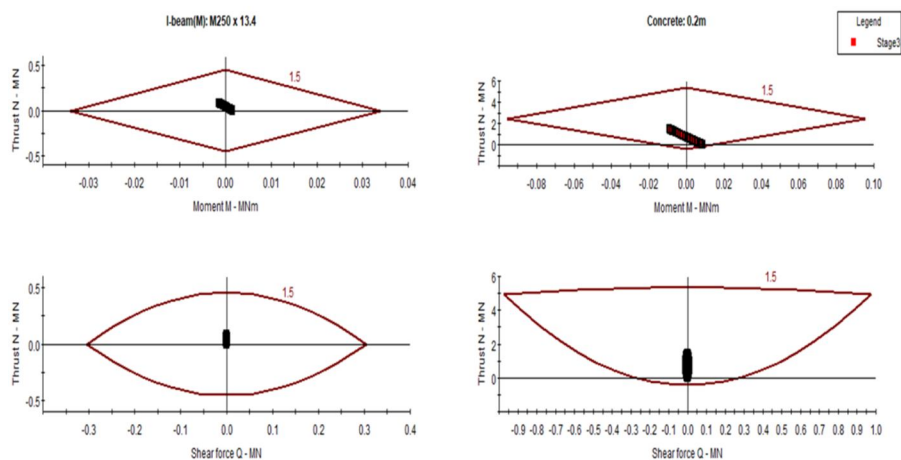 I-beam(M): M250 x 13.4
Concrete: 0.2m
Legend
Stage3
Thrust N - MN
0.5
0.0
-0.5
1.5
-0.03 -0.02 -0.01 0.00 0.01 0.02 0.03 0.04
Moment M - MNm
Thrust N - MN
6
4
2
0
1.5
-0.08 -0.06 -0.04 -0.02 0.00 0.02 0.04 0.06 0.08 0.10
Moment M - MNm
Thrust N - MN
0.5
0.0
-0.5
1.5
-0.3 -0.2 -0.1 0.0 0.1 0.2 0.3 0.4
Shear force Q - MN
Thrust N - MN
6
4
2
0
1.5
-0.9 -0.8 -0.7 -0.6 -0.5 -0.4 -0.3 -0.2 -0.1 0.0 0.1 0.2 0.3 0.4 0.5 0.6 0.7 0.8 0.9 1.0
Shear force Q - MN